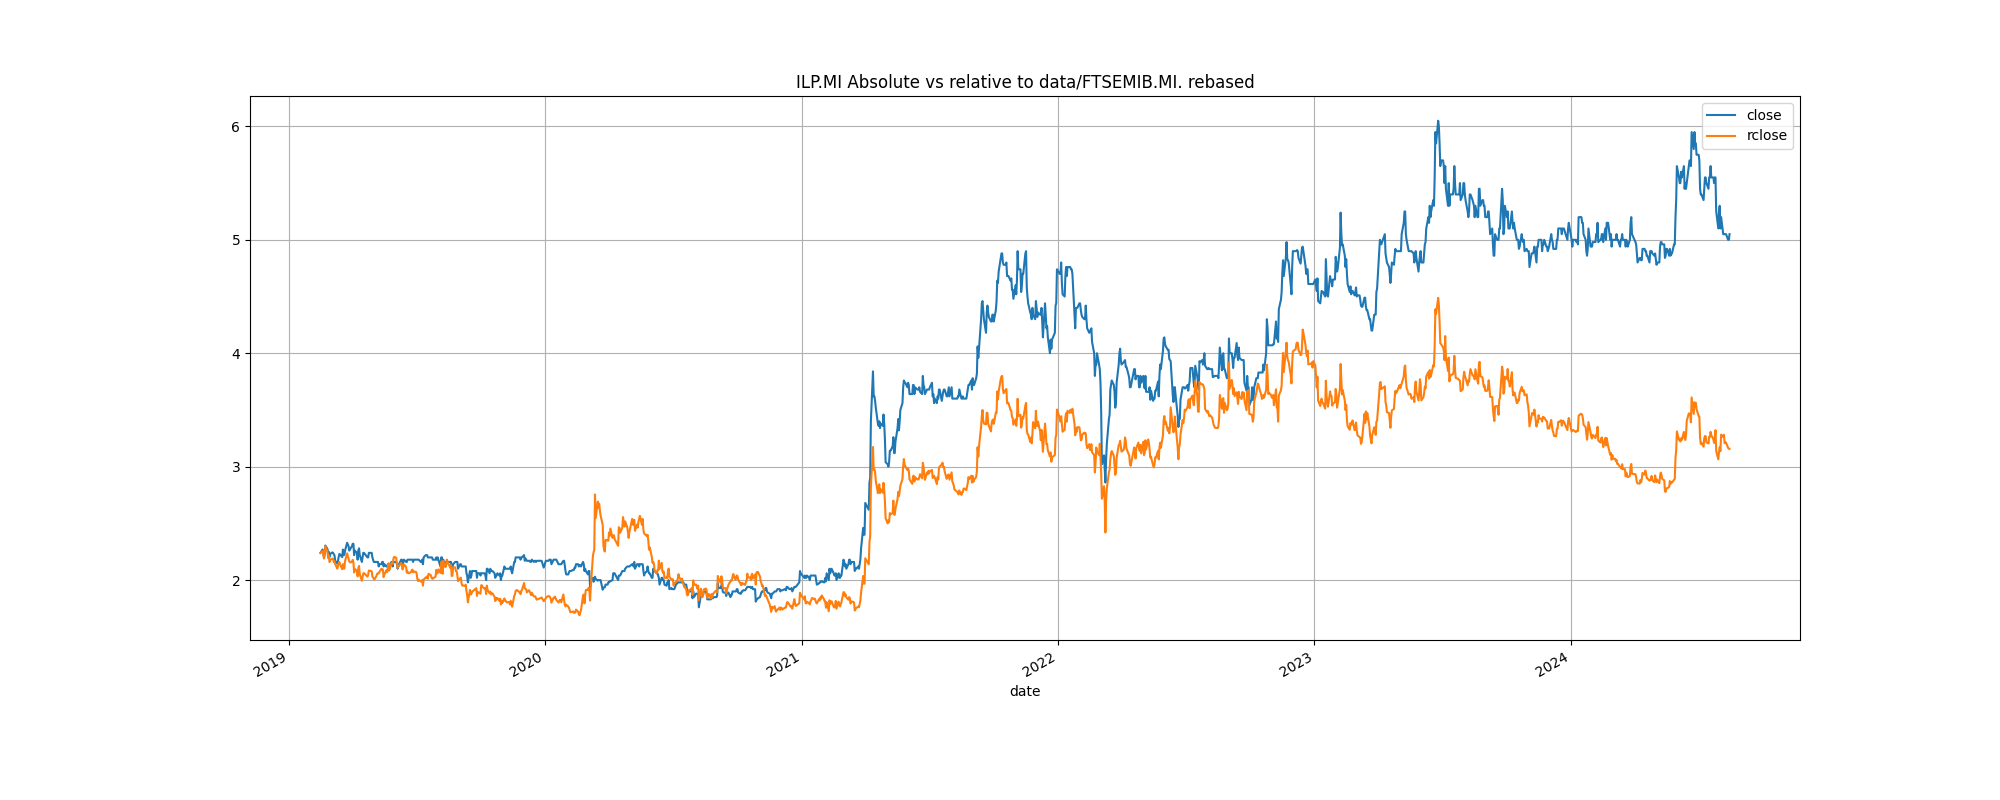 ILP.MI Absolute vs relative to data/FTSEMIB.MI. rebased
close
rclose
6
5
4
3
2
2019
2020
2021
2022
2023
2024
date